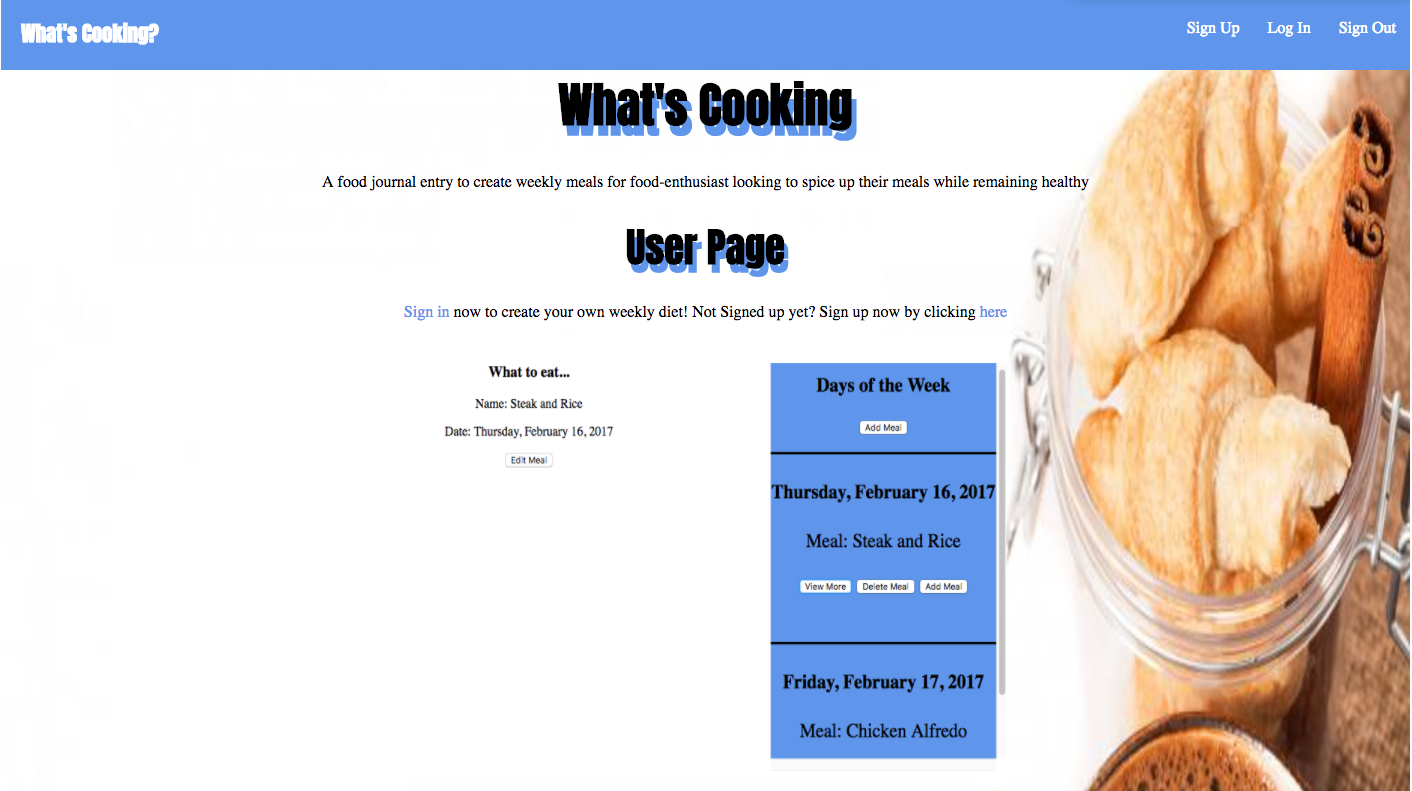 What's Cooking?
Sign Up Log In Sign Out
What's Cooking
A food journal entry to create weekly meals for food-enthusiast looking to spice up their meals while remaining healthy
User Page
Sign in now to create your own weekly diet! Not Signed up yet? Sign up now by clicking here
What to eat...
Name: Steak and Rice
Date: Thursday, February 16, 2017
Edit Meal
Days of the Week
Add Meal
Thursday, February 16, 2017
Meal: Steak and Rice
View More Delete Meal Add Meal
Friday, February 17, 2017
Meal: Chicken Alfredo